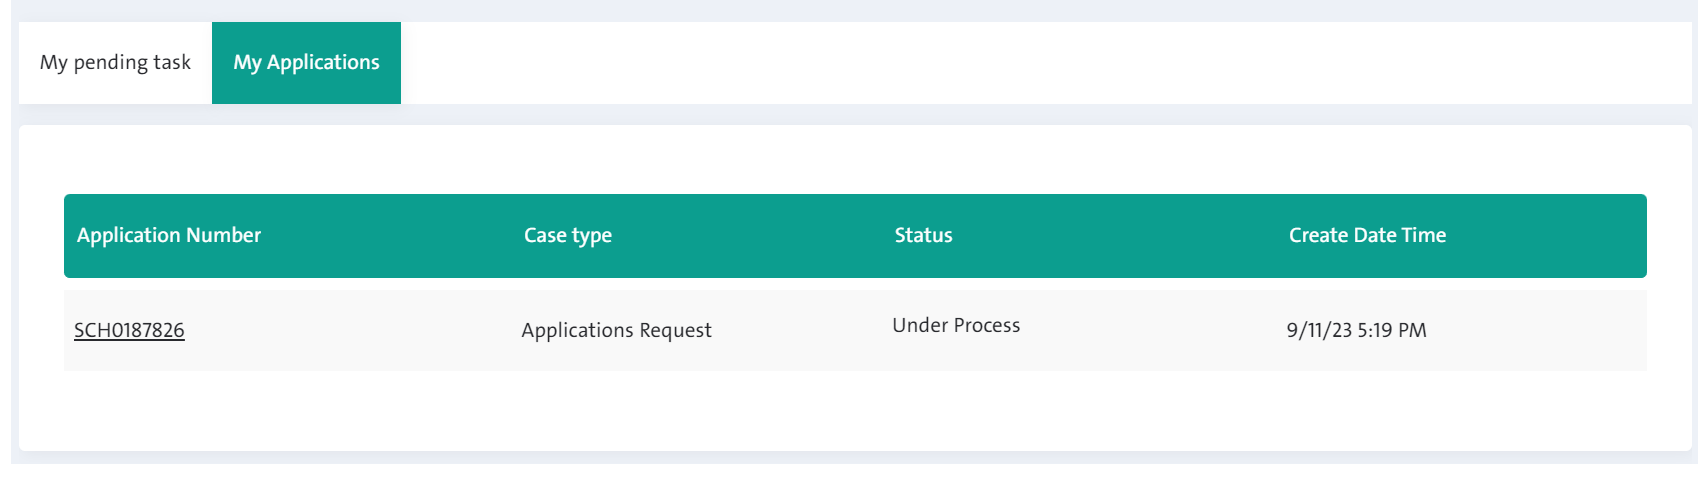 My pending task My Applications
Application Number Case type Status Create Date Time
SCH0187826 Applications Request Under Process 9/11/23 5:19 PM